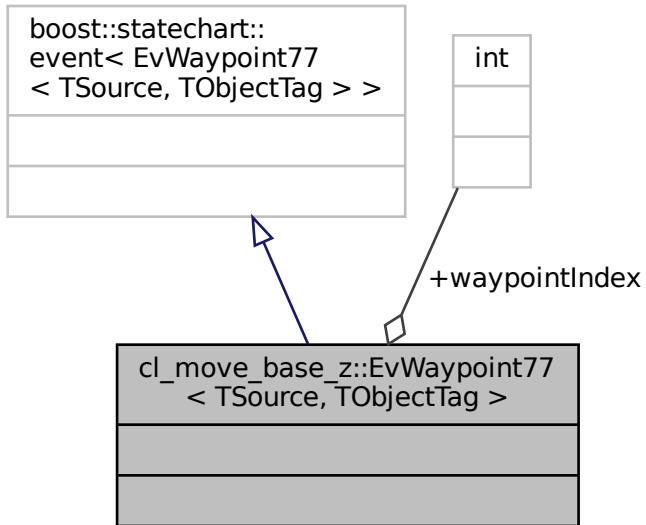 boost::statechart::
event< EvWaypoint77
< TSource, TObjectTag > >
int
+waypointIndex
cl_move_base_z::EvWaypoint77
< TSource, TObjectTag >